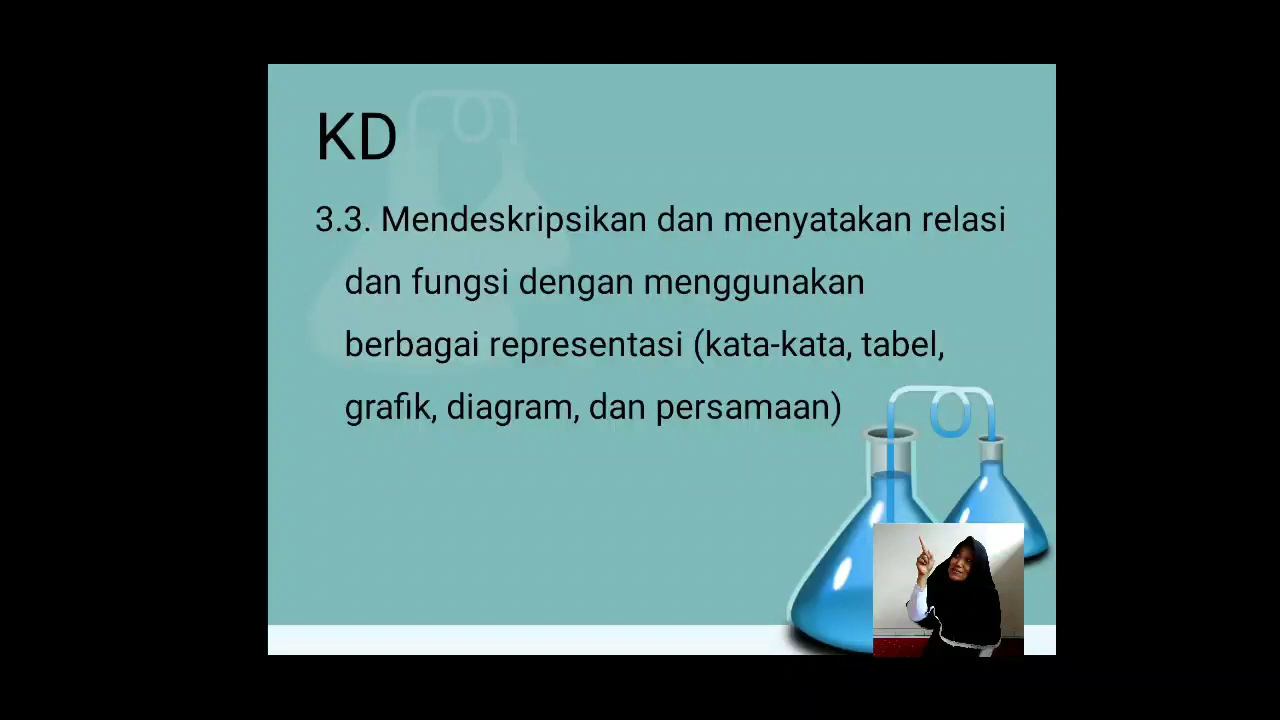 KD
3.3. Mendeskripsikan dan menyatakan relasi
dan fungsi dengan menggunakan
berbagai representasi (kata-kata, tabel,
grafik, diagram, dan persamaan)